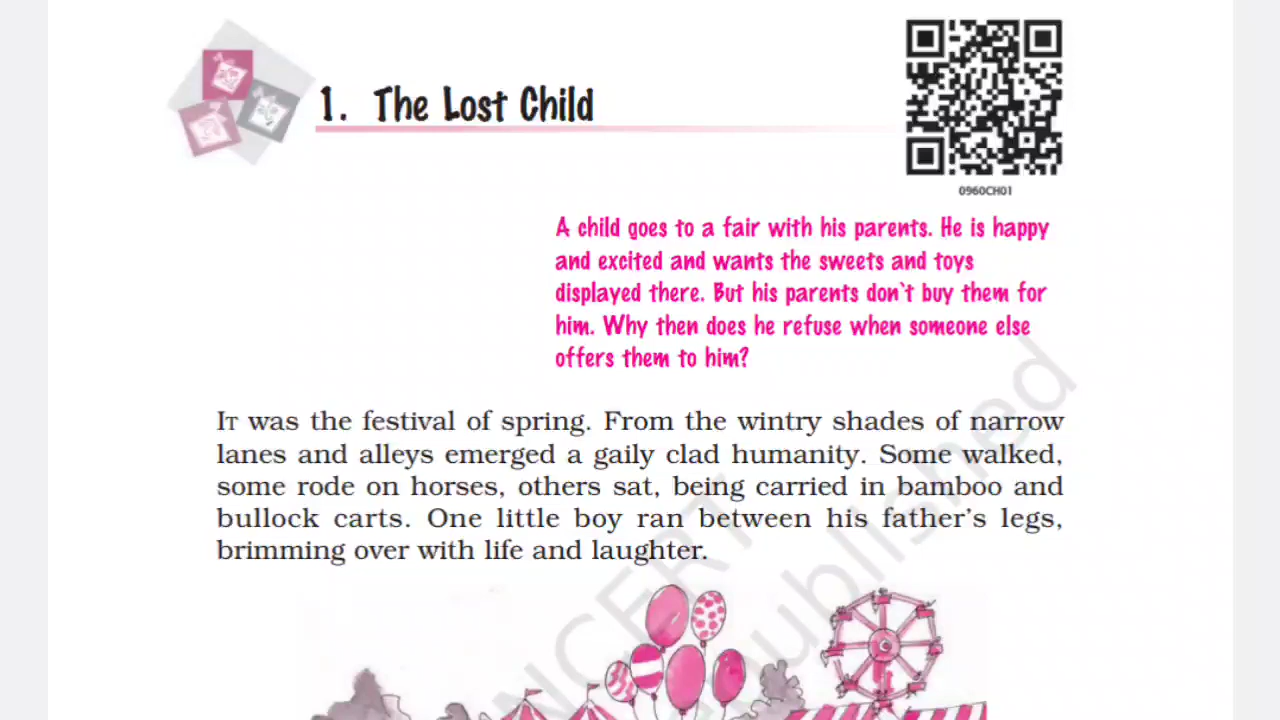 1. The Lost Child
0960CH01
A child goes to a fair with his parents. He is happy
and excited and wants the sweets and toys
displayed there. But his parents don`t buy them for
him. Why then does he refuse when someone else
offers them to him?
IT was the festival of spring. From the wintry shades of narrow
lanes and alleys emerged a gaily clad humanity. Some walked,
some rode on horses, others sat, being carried in bamboo and
bullock carts. One little boy ran between his father’s legs,
brimming over with life and laughter.
NCERT
published